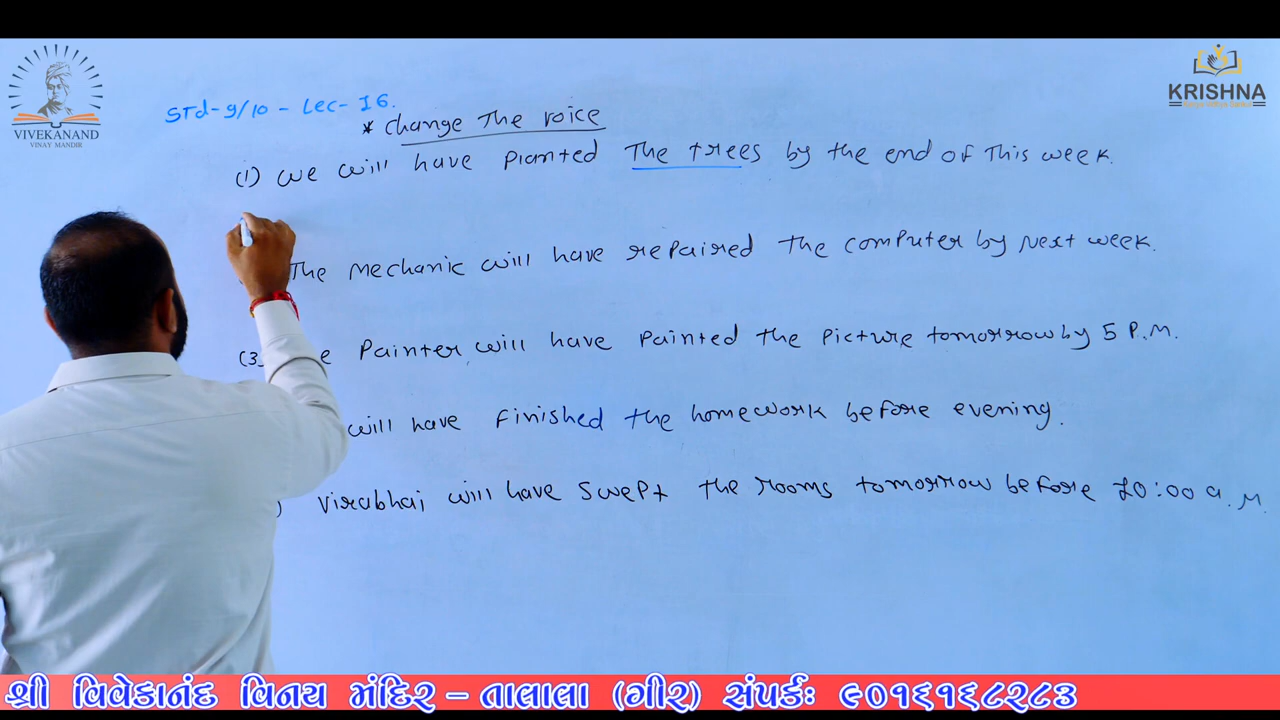 VIVEKANAND
VINAY MANDIR
KRISHNA
STd-9/10 - Lec- 16.
* Change The voice
(1) we will have planted The trees by the end of This week.
The Mechanic will have repaired the computer by Next week.
(3) Painter will have Painted the Picture tomorrow by 5 P.M.
will have Finished the homework before evening.
Virabhai will have swept the rooms tomorrow before 10:00 a.M.
શ્રી વિવેકાનંદ વિનય મંદિર – તાલાલા (ગીર) સંપર્કઃ ૯૦૧૬૧૬૮૨૮૩